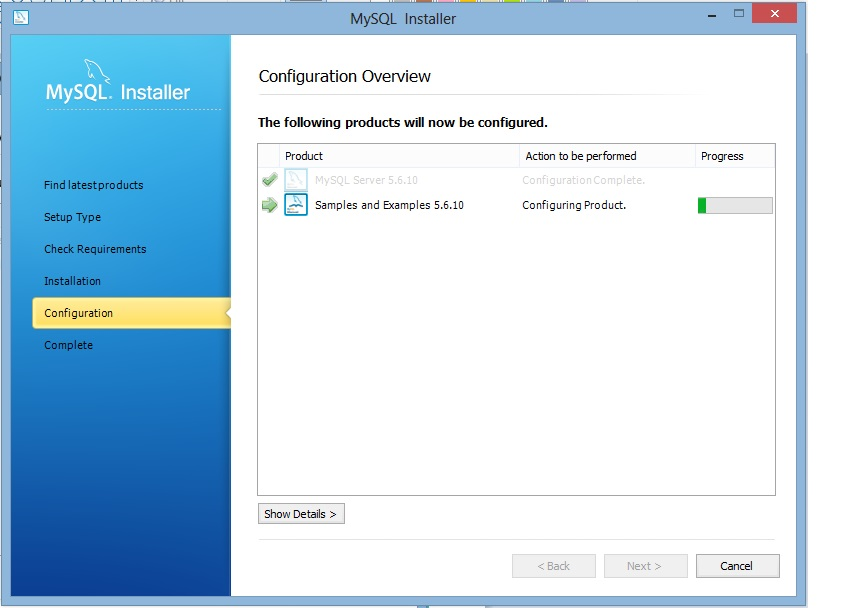 MySQL Installer
MySQL. Installer
Configuration Overview
The following products will now be configured.
Product Action to be performed Progress
MySQL Server 5.6.10 Configuration Complete.
Samples and Examples 5.6.10 Configuring Product.
Find latest products
Setup Type
Check Requirements
Installation
Configuration
Complete
Show Details >
< Back Next > Cancel